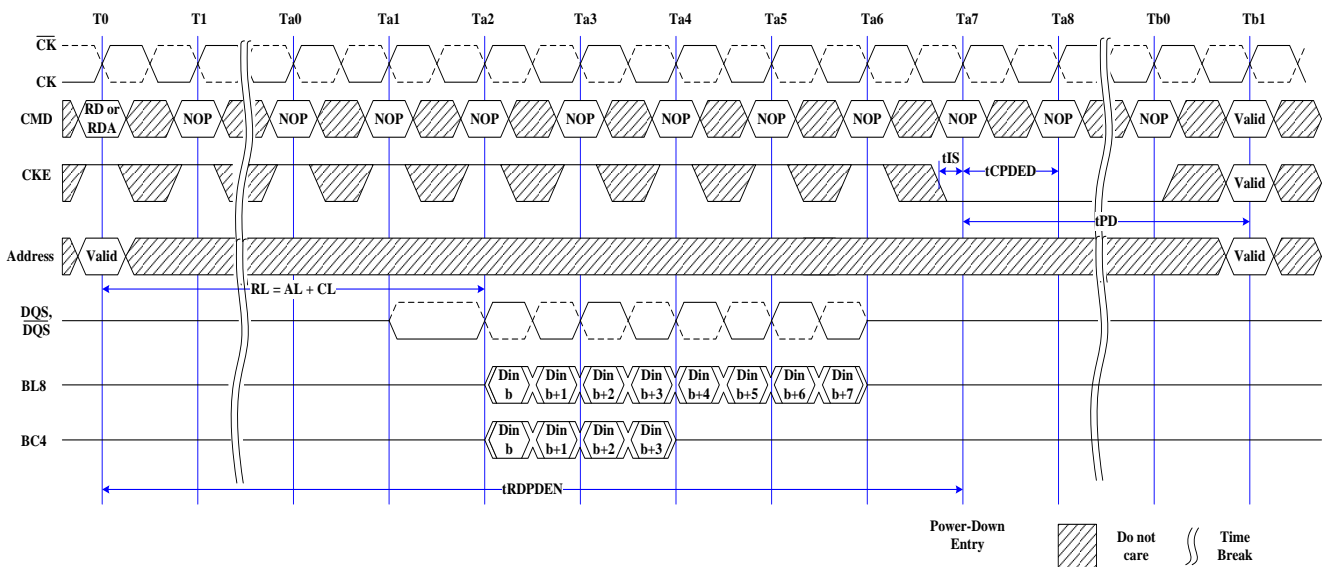 T0 T1 Ta0 Ta1 Ta2 Ta3 Ta4 Ta5 Ta6 Ta7 Ta8 Tb0 Tb1
CK
CK
CMD RD or RDA NOP NOP NOP NOP NOP NOP NOP NOP NOP NOP NOP Valid
CKE tIS tCPDED Valid
tPD
Address Valid Valid
RL = AL + CL
DQS,
DQS
BL8 Din b Din b+1 Din b+2 Din b+3 Din b+4 Din b+5 Din b+6 Din b+7
BC4 Din b Din b+1 Din b+2 Din b+3
tRDPDEN
Power-Down
Entry
Do not
care
Time
Break